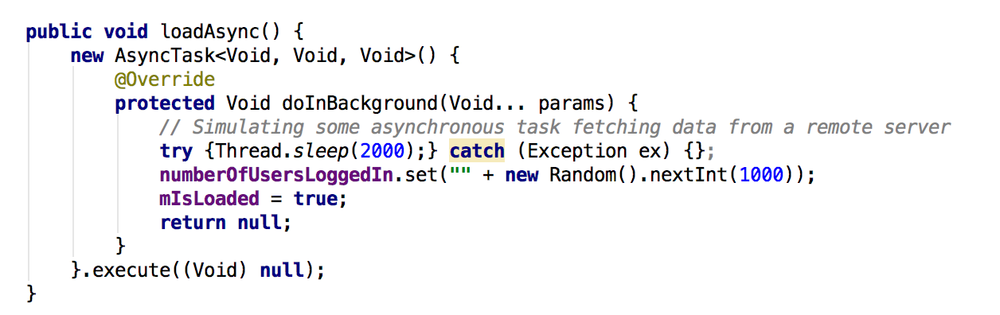 public void loadAsync() {
    new AsyncTask<Void, Void, Void>() {
        @Override
        protected Void doInBackground(Void... params) {
            // Simulating some asynchronous task fetching data from a remote server
            try {Thread.sleep(2000);} catch (Exception ex) {};
            numberOfUsersLoggedIn.set("" + new Random().nextInt(1000));
            mIsLoaded = true;
            return null;
        }
    }.execute((Void) null);
}